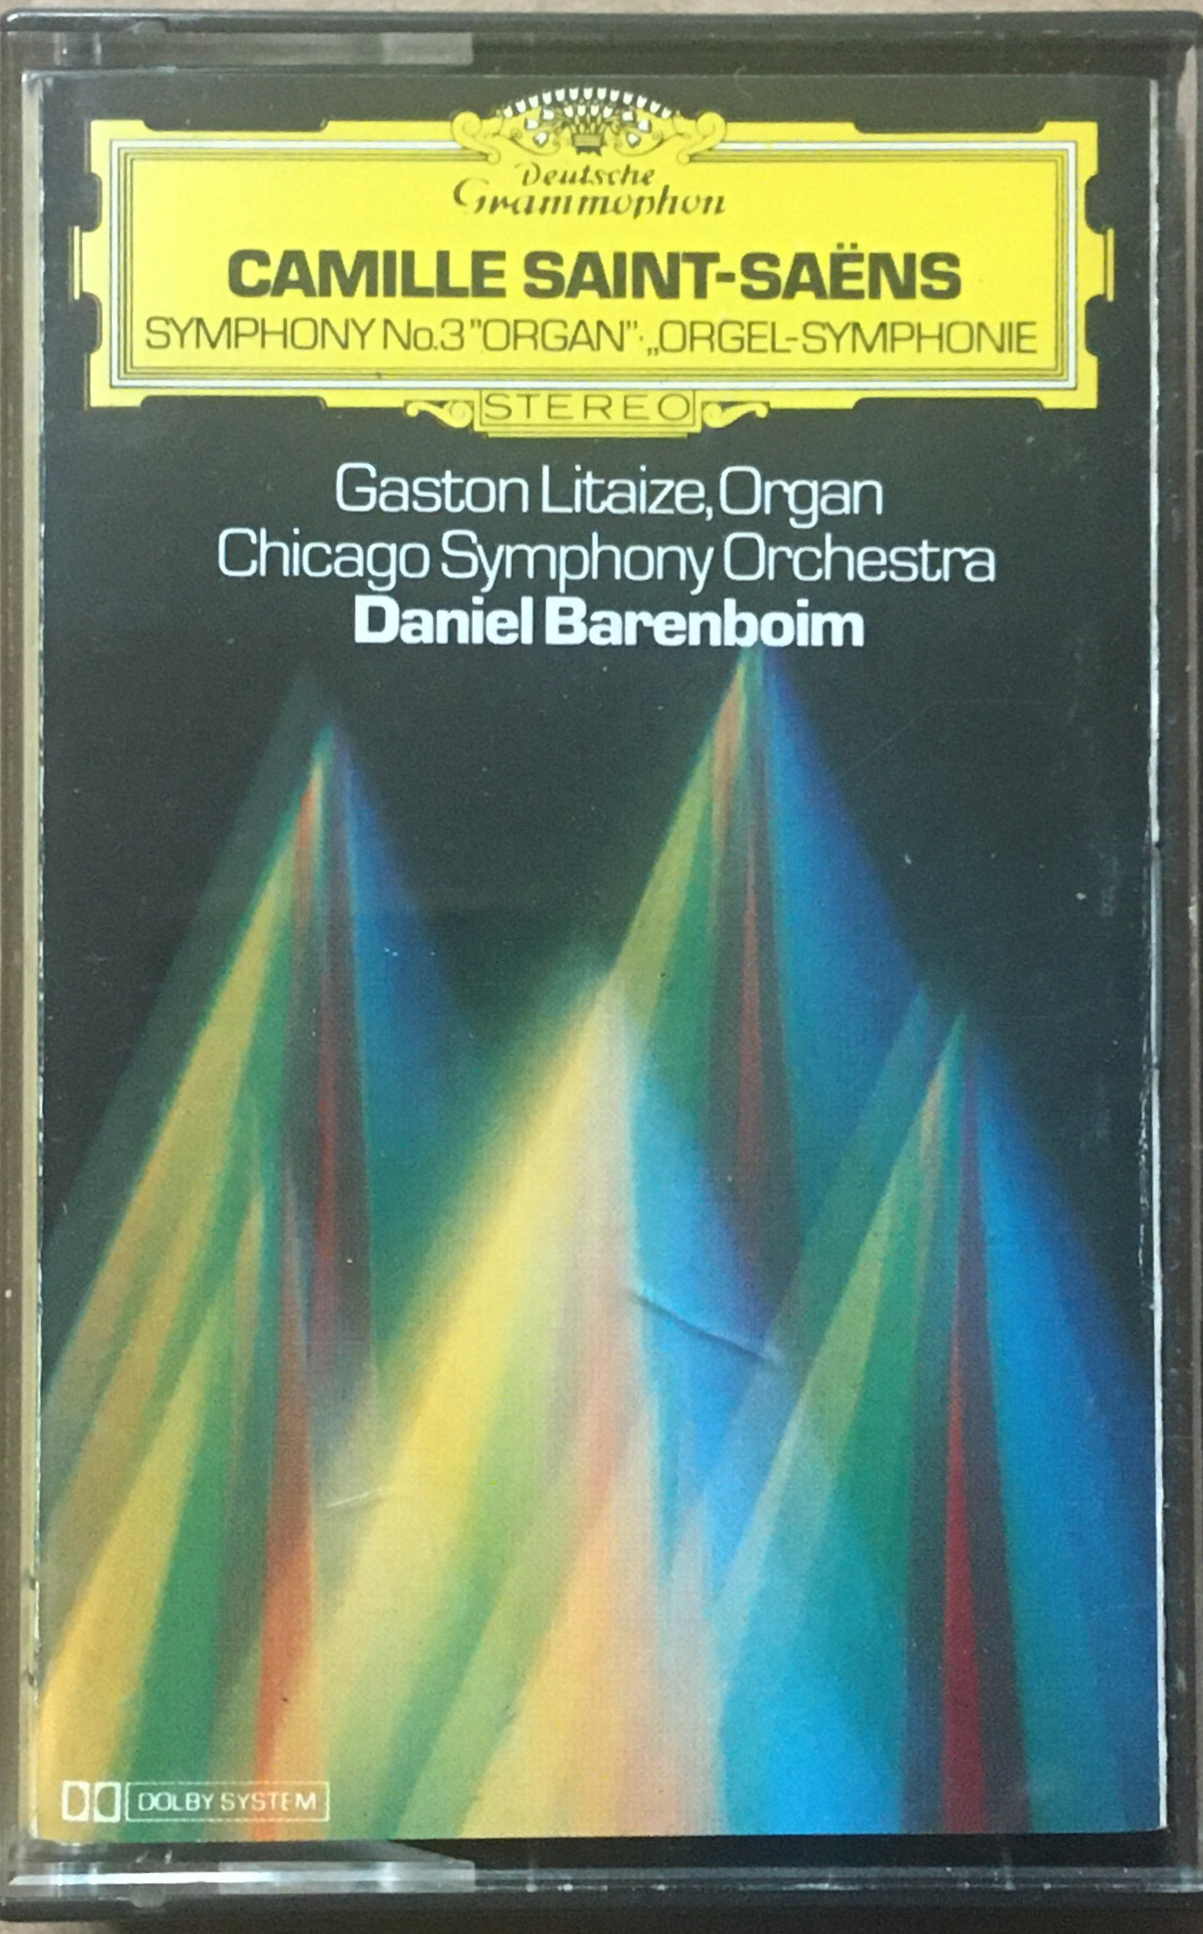 Deutsche
Grammophon
CAMILLE SAINT-SAËNS
SYMPHONY No.3"ORGAN"·„ORGEL-SYMPHONIE
STEREO
Gaston Litaize, Organ
Chicago Symphony Orchestra
Daniel Barenboim
DOLBY SYSTEM